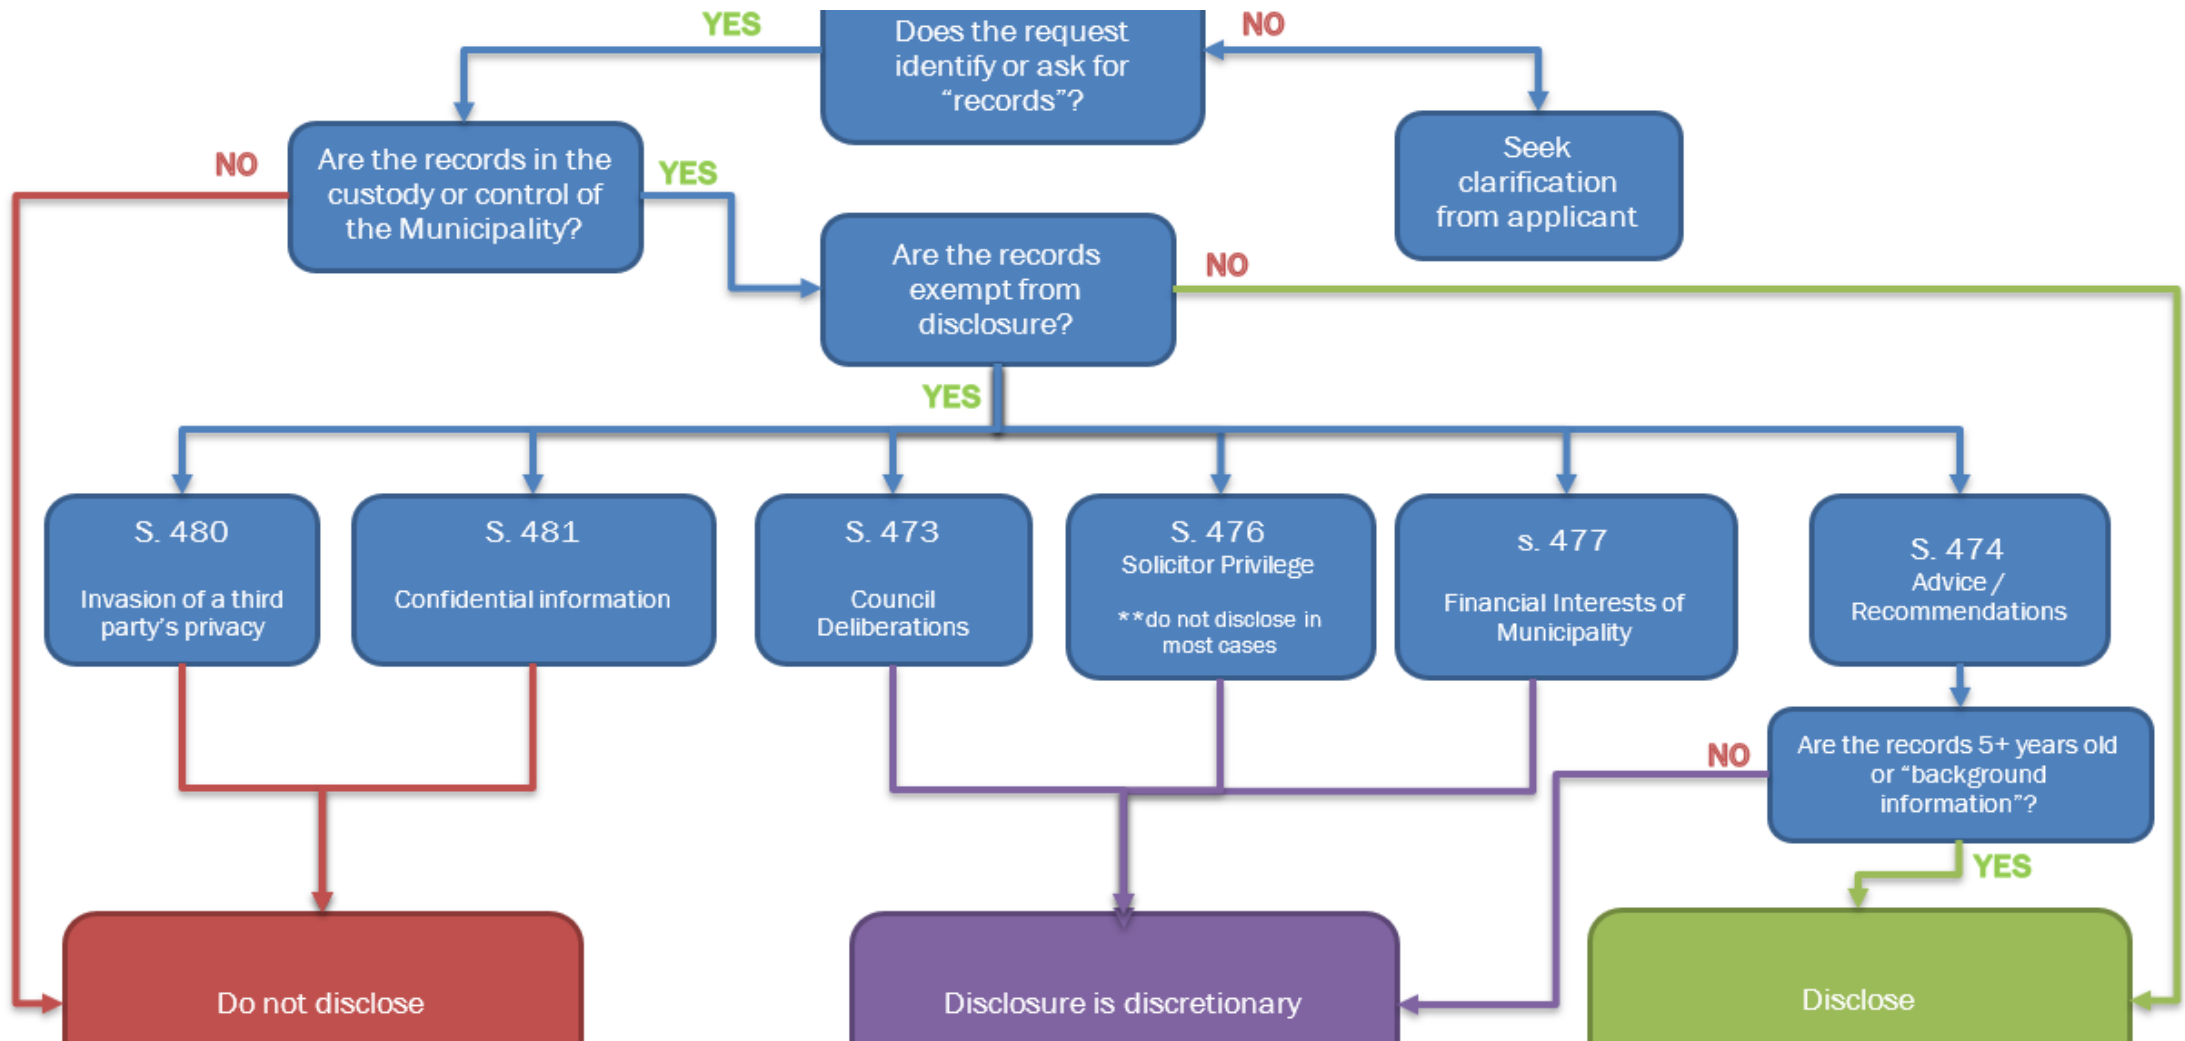 YES
Does the request
identify or ask for
“records”?
NO
Seek
clarification
from applicant
NO
Are the records in the
custody or control of
the Municipality?
YES
Are the records
exempt from
disclosure?
NO
YES
S. 480
Invasion of a third
party’s privacy
S. 481
Confidential information
S. 473
Council
Deliberations
S. 476
Solicitor Privilege
**do not disclose in
most cases
s. 477
Financial Interests of
Municipality
S. 474
Advice /
Recommendations
NO
Are the records 5+ years old
or “background
information”?
YES
Do not disclose
Disclosure is discretionary
Disclose